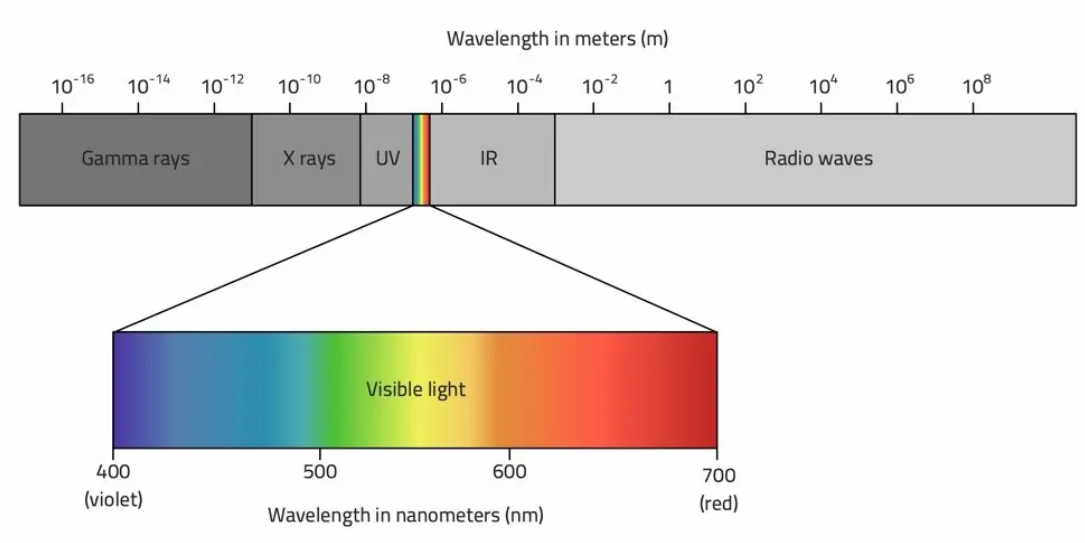 Wavelength in meters (m)
10⁻¹⁶ 10⁻¹⁴ 10⁻¹² 10⁻¹⁰ 10⁻⁸ 10⁻⁶ 10⁻⁴ 10⁻² 1 10² 10⁴ 10⁶ 10⁸
Gamma rays X rays UV IR Radio waves
Visible light
400 500 600 700
(violet) (red)
Wavelength in nanometers (nm)